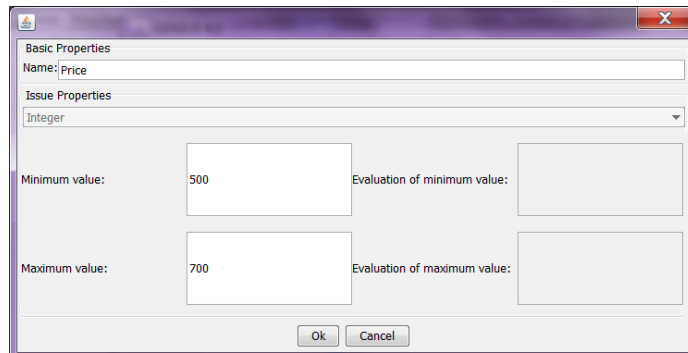 Basic Properties
Name: Price
Issue Properties
Integer
Minimum value: 500 Evaluation of minimum value:
Maximum value: 700 Evaluation of maximum value:
Ok Cancel